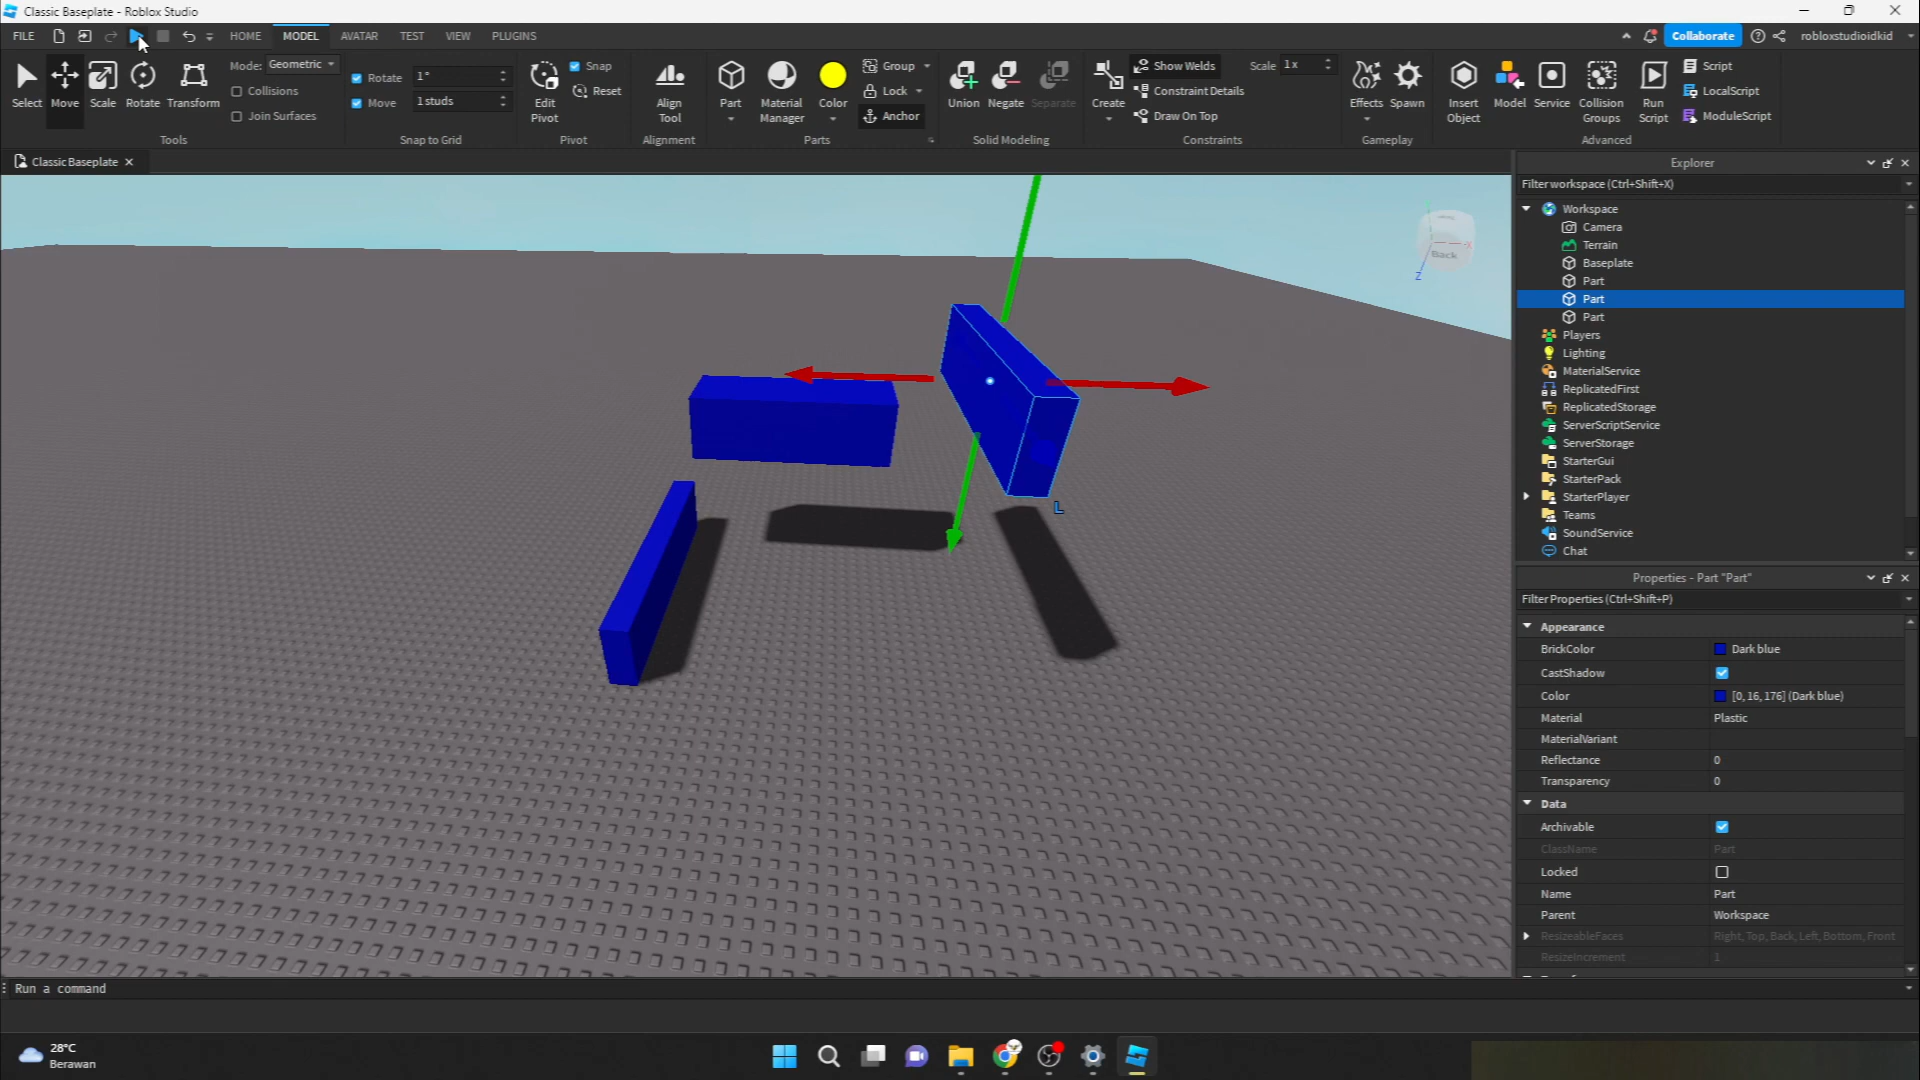 Classic Baseplate - Roblox Studio
FILE HOME MODEL AVATAR TEST VIEW PLUGINS Collaborate robloxstudioidkid
Select Move Scale Rotate Transform
Mode: Geometric
Collisions
Join Surfaces
Tools
Rotate 1°
Move 1 studs
Snap to Grid
Edit Pivot
Snap
Reset
Pivot
Align Tool
Alignment
Part
Material Manager
Color
Group
Lock
Anchor
Parts
Union Negate Separate
Solid Modeling
Create
Show Welds
Constraint Details
Draw On Top
Scale 1 x
Constraints
Effects Spawn
Gameplay
Insert Object
Model Service
Collision Groups
Run Script
Script
LocalScript
ModuleScript
Advanced
Classic Baseplate
Back
X
Z
L
Explorer
Filter workspace (Ctrl+Shift+X)
Workspace
Camera
Terrain
Baseplate
Part
Part
Part
Players
Lighting
MaterialService
ReplicatedFirst
ReplicatedStorage
ServerScriptService
ServerStorage
StarterGui
StarterPack
StarterPlayer
Teams
SoundService
Chat
Properties - Part "Part"
Filter Properties (Ctrl+Shift+P)
Appearance
BrickColor Dark blue
CastShadow
Color [0, 16, 176] (Dark blue)
Material Plastic
MaterialVariant
Reflectance 0
Transparency 0
Data
Archivable
ClassName Part
Locked
Name Part
Parent Workspace
ResizeableFaces Right, Top, Back, Left, Bottom, Front
ResizeIncrement 1
Run a command
28°C
Berawan